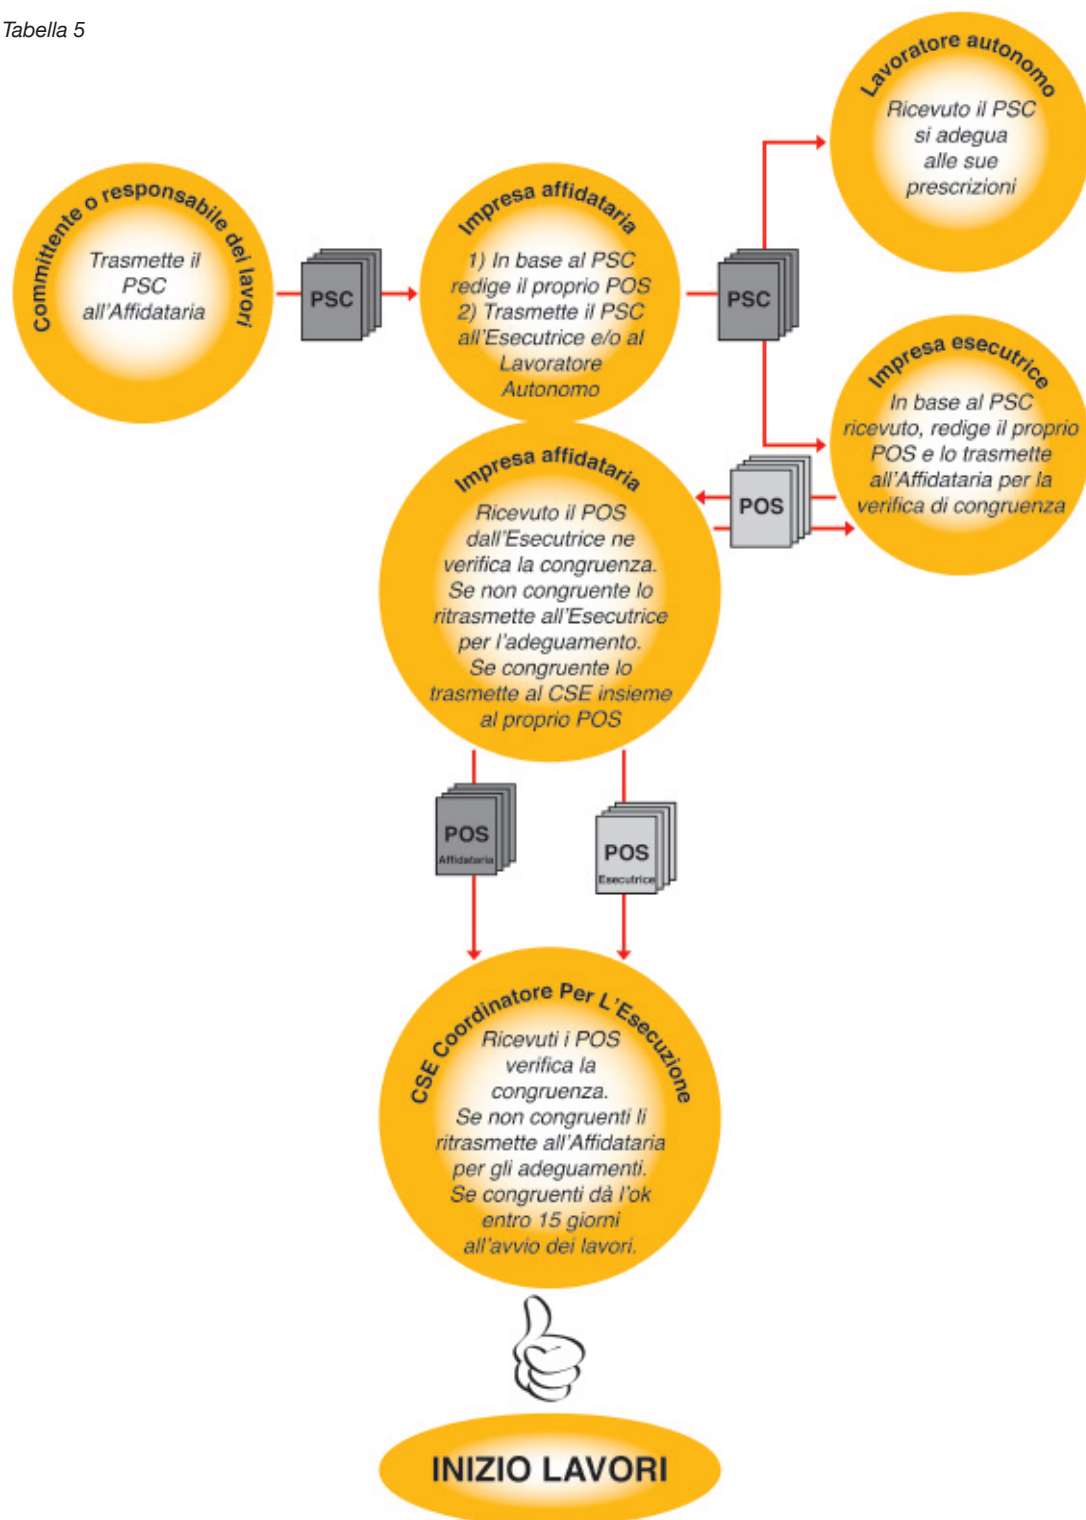 Tabella 5
Committente o responsabile dei lavori
Trasmette il
PSC
all'Affidataria
PSC
Impresa affidataria
1) In base al PSC
redige il proprio POS
2) Trasmette il PSC
all'Esecutrice e/o al
Lavoratore
Autonomo
PSC
Lavoratore autonomo
Ricevuto il PSC
si adegua
alle sue
prescrizioni
Impresa esecutrice
In base al PSC
ricevuto, redige il proprio
POS e lo trasmette
all'Affidataria per la
verifica di congruenza
POS
Impresa affidataria
Ricevuto il POS
dall'Esecutrice ne
verifica la congruenza.
Se non congruente lo
ritrasmette all'Esecutrice
per l'adeguamento.
Se congruente lo
trasmette al CSE insieme
al proprio POS
POS
Affidataria
POS
Esecutrice
CSE Coordinatore Per L'Esecuzione
Ricevuti i POS
verifica la
congruenza.
Se non congruenti li
ritrasmette all'Affidataria
per gli adeguamenti.
Se congruenti dà l'ok
entro 15 giorni
all'avvio dei lavori.
INIZIO LAVORI